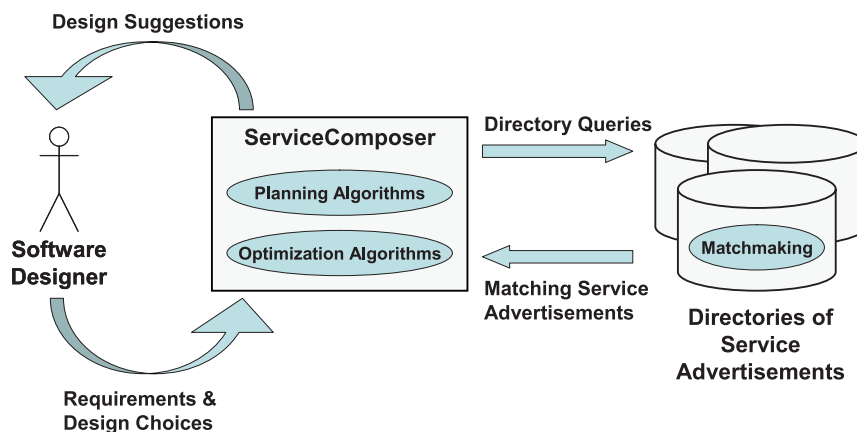 Design Suggestions
ServiceComposer
Planning Algorithms
Optimization Algorithms
Directory Queries
Matching Service
Advertisements
Matchmaking
Directories of
Service
Advertisements
Software
Designer
Requirements &
Design Choices